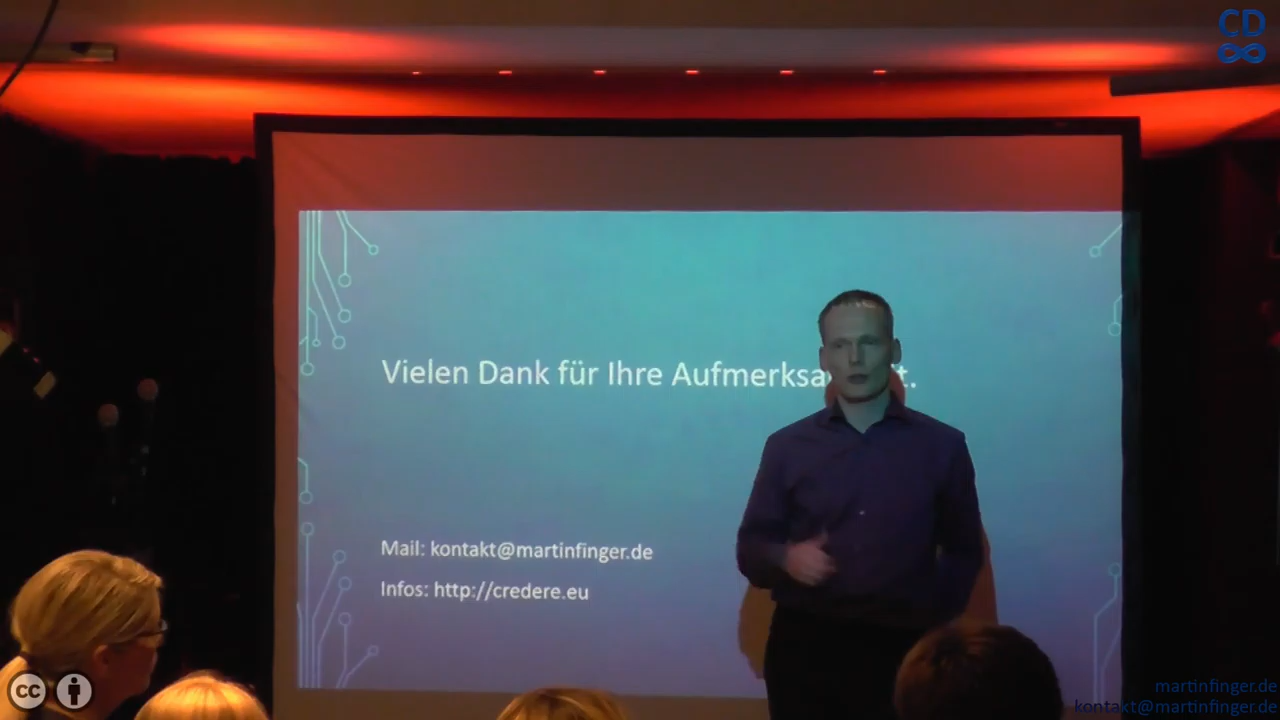 CD
Vielen Dank für Ihre Aufmerksa t.
Mail: kontakt@martinfinger.de
Infos: http://credere.eu
cc
martinfinger.de
kontakt@martinfinger.de